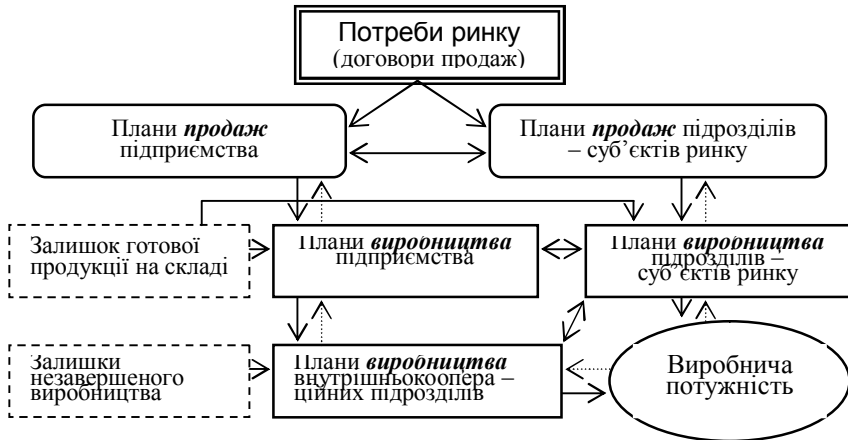 Потреби ринку
(договори продаж)
Плани продаж
підприємства
Плани продаж підрозділів
– суб’єктів ринку
Залишок готової
продукції на складі
Плани виробництва
підприємства
Плани виробництва
підрозділів –
суб’єктів ринку
Залишки
незавершеного
виробництва
Плани виробництва
внутрішньокоопера –
ційних підрозділів
Виробнича
потужність